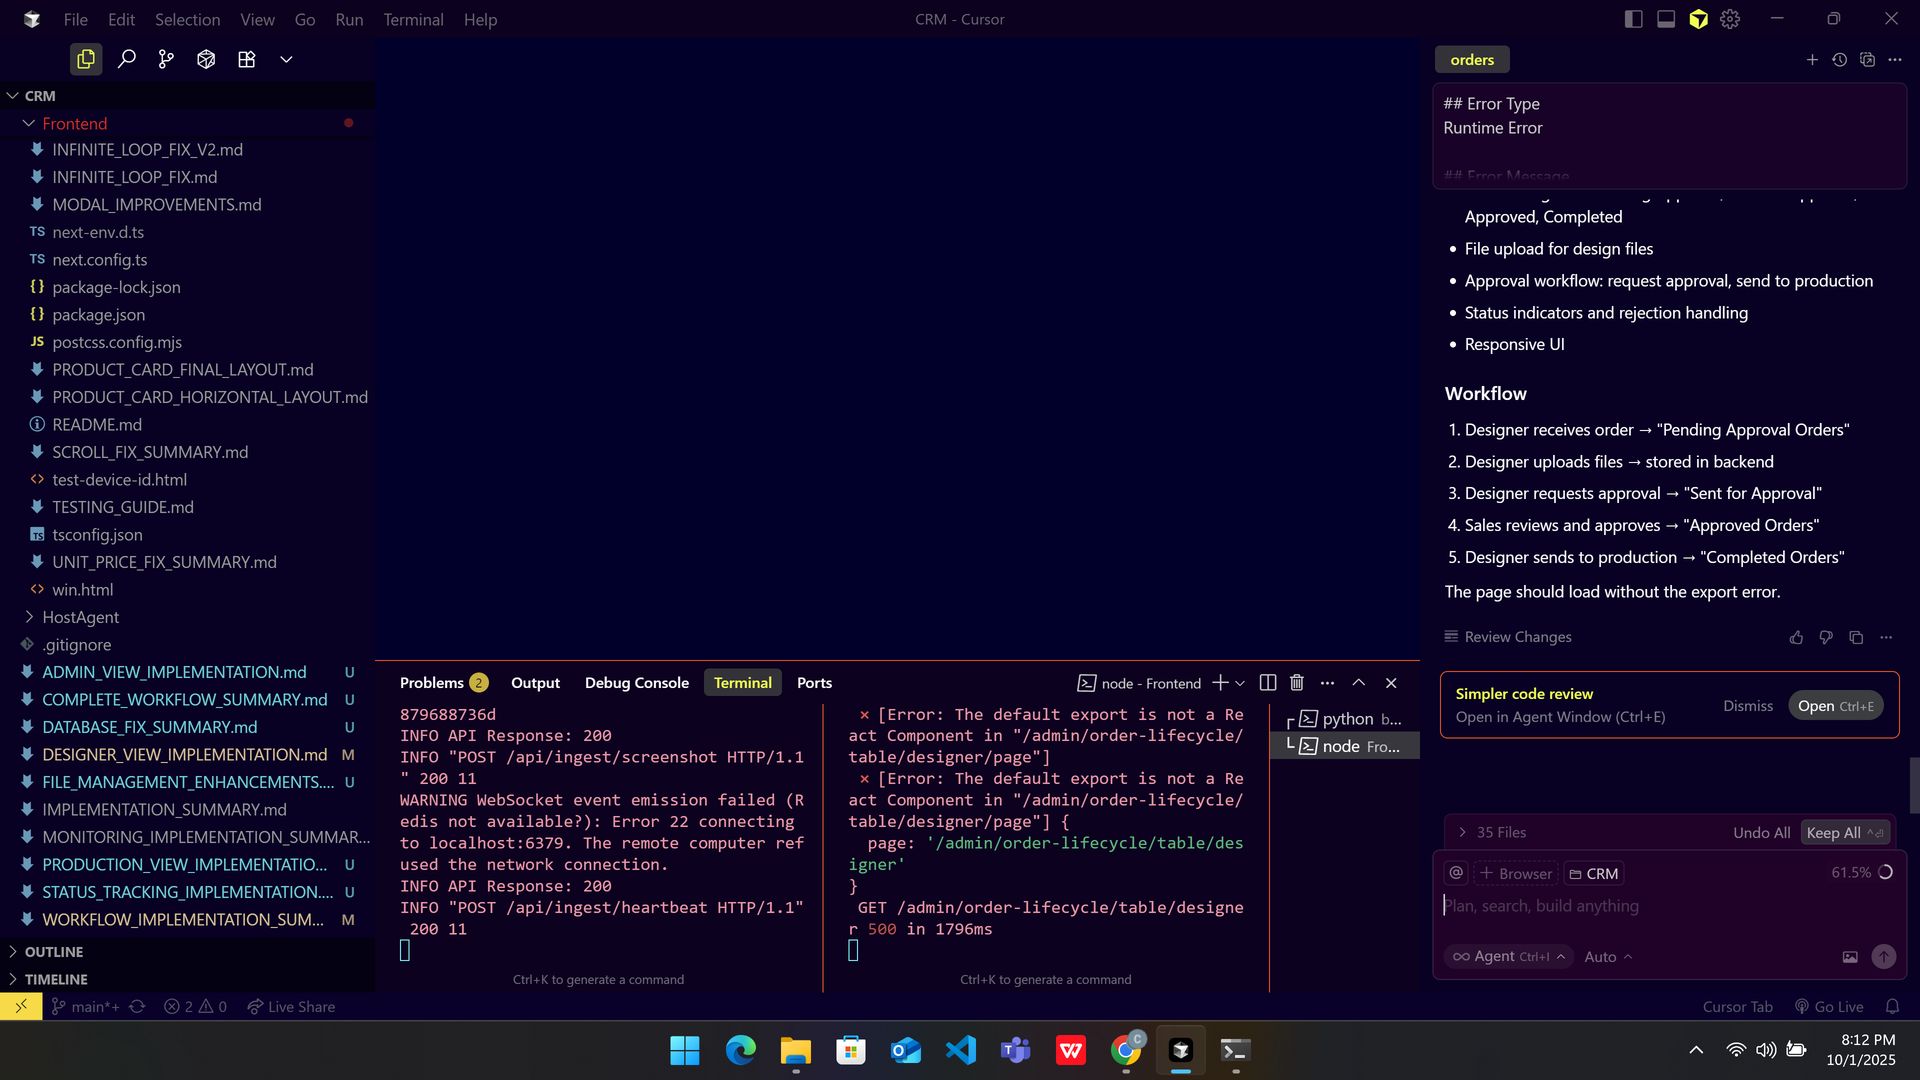 File Edit Selection View Go Run Terminal Help
CRM - Cursor
CRM
Frontend
INFINITE_LOOP_FIX_V2.md
INFINITE_LOOP_FIX.md
MODAL_IMPROVEMENTS.md
TS next-env.d.ts
TS next.config.ts
{} package-lock.json
{} package.json
JS postcss.config.mjs
PRODUCT_CARD_FINAL_LAYOUT.md
PRODUCT_CARD_HORIZONTAL_LAYOUT.md
README.md
SCROLL_FIX_SUMMARY.md
<> test-device-id.html
TESTING_GUIDE.md
TS tsconfig.json
UNIT_PRICE_FIX_SUMMARY.md
<> win.html
HostAgent
.gitignore
ADMIN_VIEW_IMPLEMENTATION.md U
COMPLETE_WORKFLOW_SUMMARY.md U
DATABASE_FIX_SUMMARY.md U
DESIGNER_VIEW_IMPLEMENTATION.md M
FILE_MANAGEMENT_ENHANCEMENTS.... U
IMPLEMENTATION_SUMMARY.md
MONITORING_IMPLEMENTATION_SUMMAR...
PRODUCTION_VIEW_IMPLEMENTATIO... U
STATUS_TRACKING_IMPLEMENTATION.... U
WORKFLOW_IMPLEMENTATION_SUM... M
OUTLINE
TIMELINE
Problems 2 Output Debug Console Terminal Ports
node - Frontend
879688736d
INFO API Response: 200
INFO "POST /api/ingest/screenshot HTTP/1.1
" 200 11
WARNING WebSocket event emission failed (R
edis not available?): Error 22 connecting
to localhost:6379. The remote computer ref
used the network connection.
INFO API Response: 200
INFO "POST /api/ingest/heartbeat HTTP/1.1"
200 11
Ctrl+K to generate a command
× [Error: The default export is not a Re
act Component in "/admin/order-lifecycle/
table/designer/page"]
× [Error: The default export is not a Re
act Component in "/admin/order-lifecycle/
table/designer/page"] {
page: '/admin/order-lifecycle/table/des
igner'
}
GET /admin/order-lifecycle/table/designe
r 500 in 1796ms
Ctrl+K to generate a command
python b...
node Fro...
orders
## Error Type
Runtime Error
## Error Message
Approved, Completed
• File upload for design files
• Approval workflow: request approval, send to production
• Status indicators and rejection handling
• Responsive UI
Workflow
1. Designer receives order → "Pending Approval Orders"
2. Designer uploads files → stored in backend
3. Designer requests approval → "Sent for Approval"
4. Sales reviews and approves → "Approved Orders"
5. Designer sends to production → "Completed Orders"
The page should load without the export error.
Review Changes
Simpler code review
Open in Agent Window (Ctrl+E)
Dismiss Open Ctrl+E
35 Files Undo All Keep All
@ + Browser CRM 61.5%
Plan, search, build anything
Agent Ctrl+I Auto
main*+ 2 0 Live Share
Cursor Tab Go Live
8:12 PM
10/1/2025